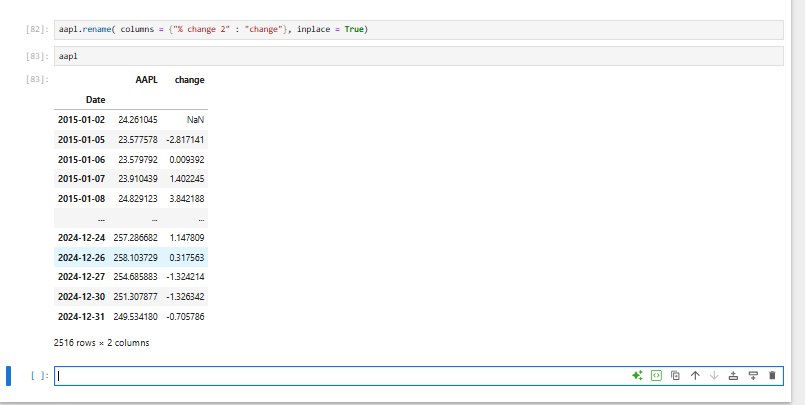 [82]: aapl.rename( columns = {"% change 2" : "change"}, inplace = True)
[83]: aapl
[83]:
AAPL change
Date
2015-01-02 24.261045 NaN
2015-01-05 23.577578 -2.817141
2015-01-06 23.579792 0.009392
2015-01-07 23.910439 1.402245
2015-01-08 24.829123 3.842188
... ... ...
2024-12-24 257.286682 1.147809
2024-12-26 258.103729 0.317563
2024-12-27 254.685883 -1.324214
2024-12-30 251.307877 -1.326342
2024-12-31 249.534180 -0.705786
2516 rows × 2 columns
[ ]: